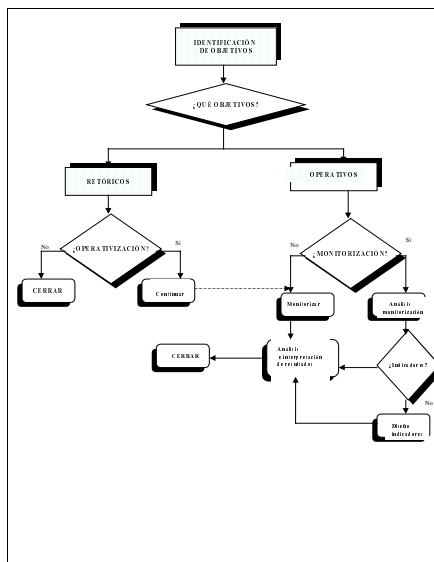 IDENTIFICACIÓN
DE OBJETIVOS
¿QUÉ OBJETIVOS?
RETÓRICOS
OPERATIVOS
¿OPERATIVIZACIÓN?
¿MONITORIZACIÓN?
No
Si
No
Si
CERRAR
Continuar
Monitorizar
Análisis
monitorización
CERRAR
Análisis
e interpretación
de resultados
¿Indicadores?
No
Diseño
indicadores